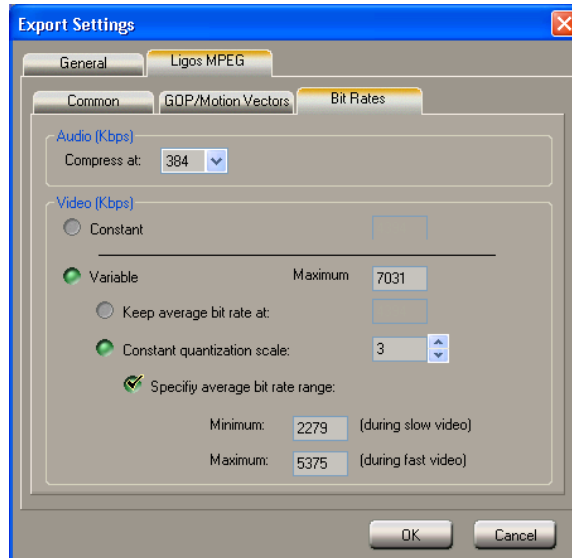 Export Settings
General Ligos MPEG
Common GOP/Motion Vectors Bit Rates
Audio (Kbps)
Compress at: 384
Video (Kbps)
Constant
Variable Maximum 7031
Keep average bit rate at:
Constant quantization scale: 3
Specifiy average bit rate range:
Minimum: 2279 (during slow video)
Maximum: 5375 (during fast video)
OK Cancel